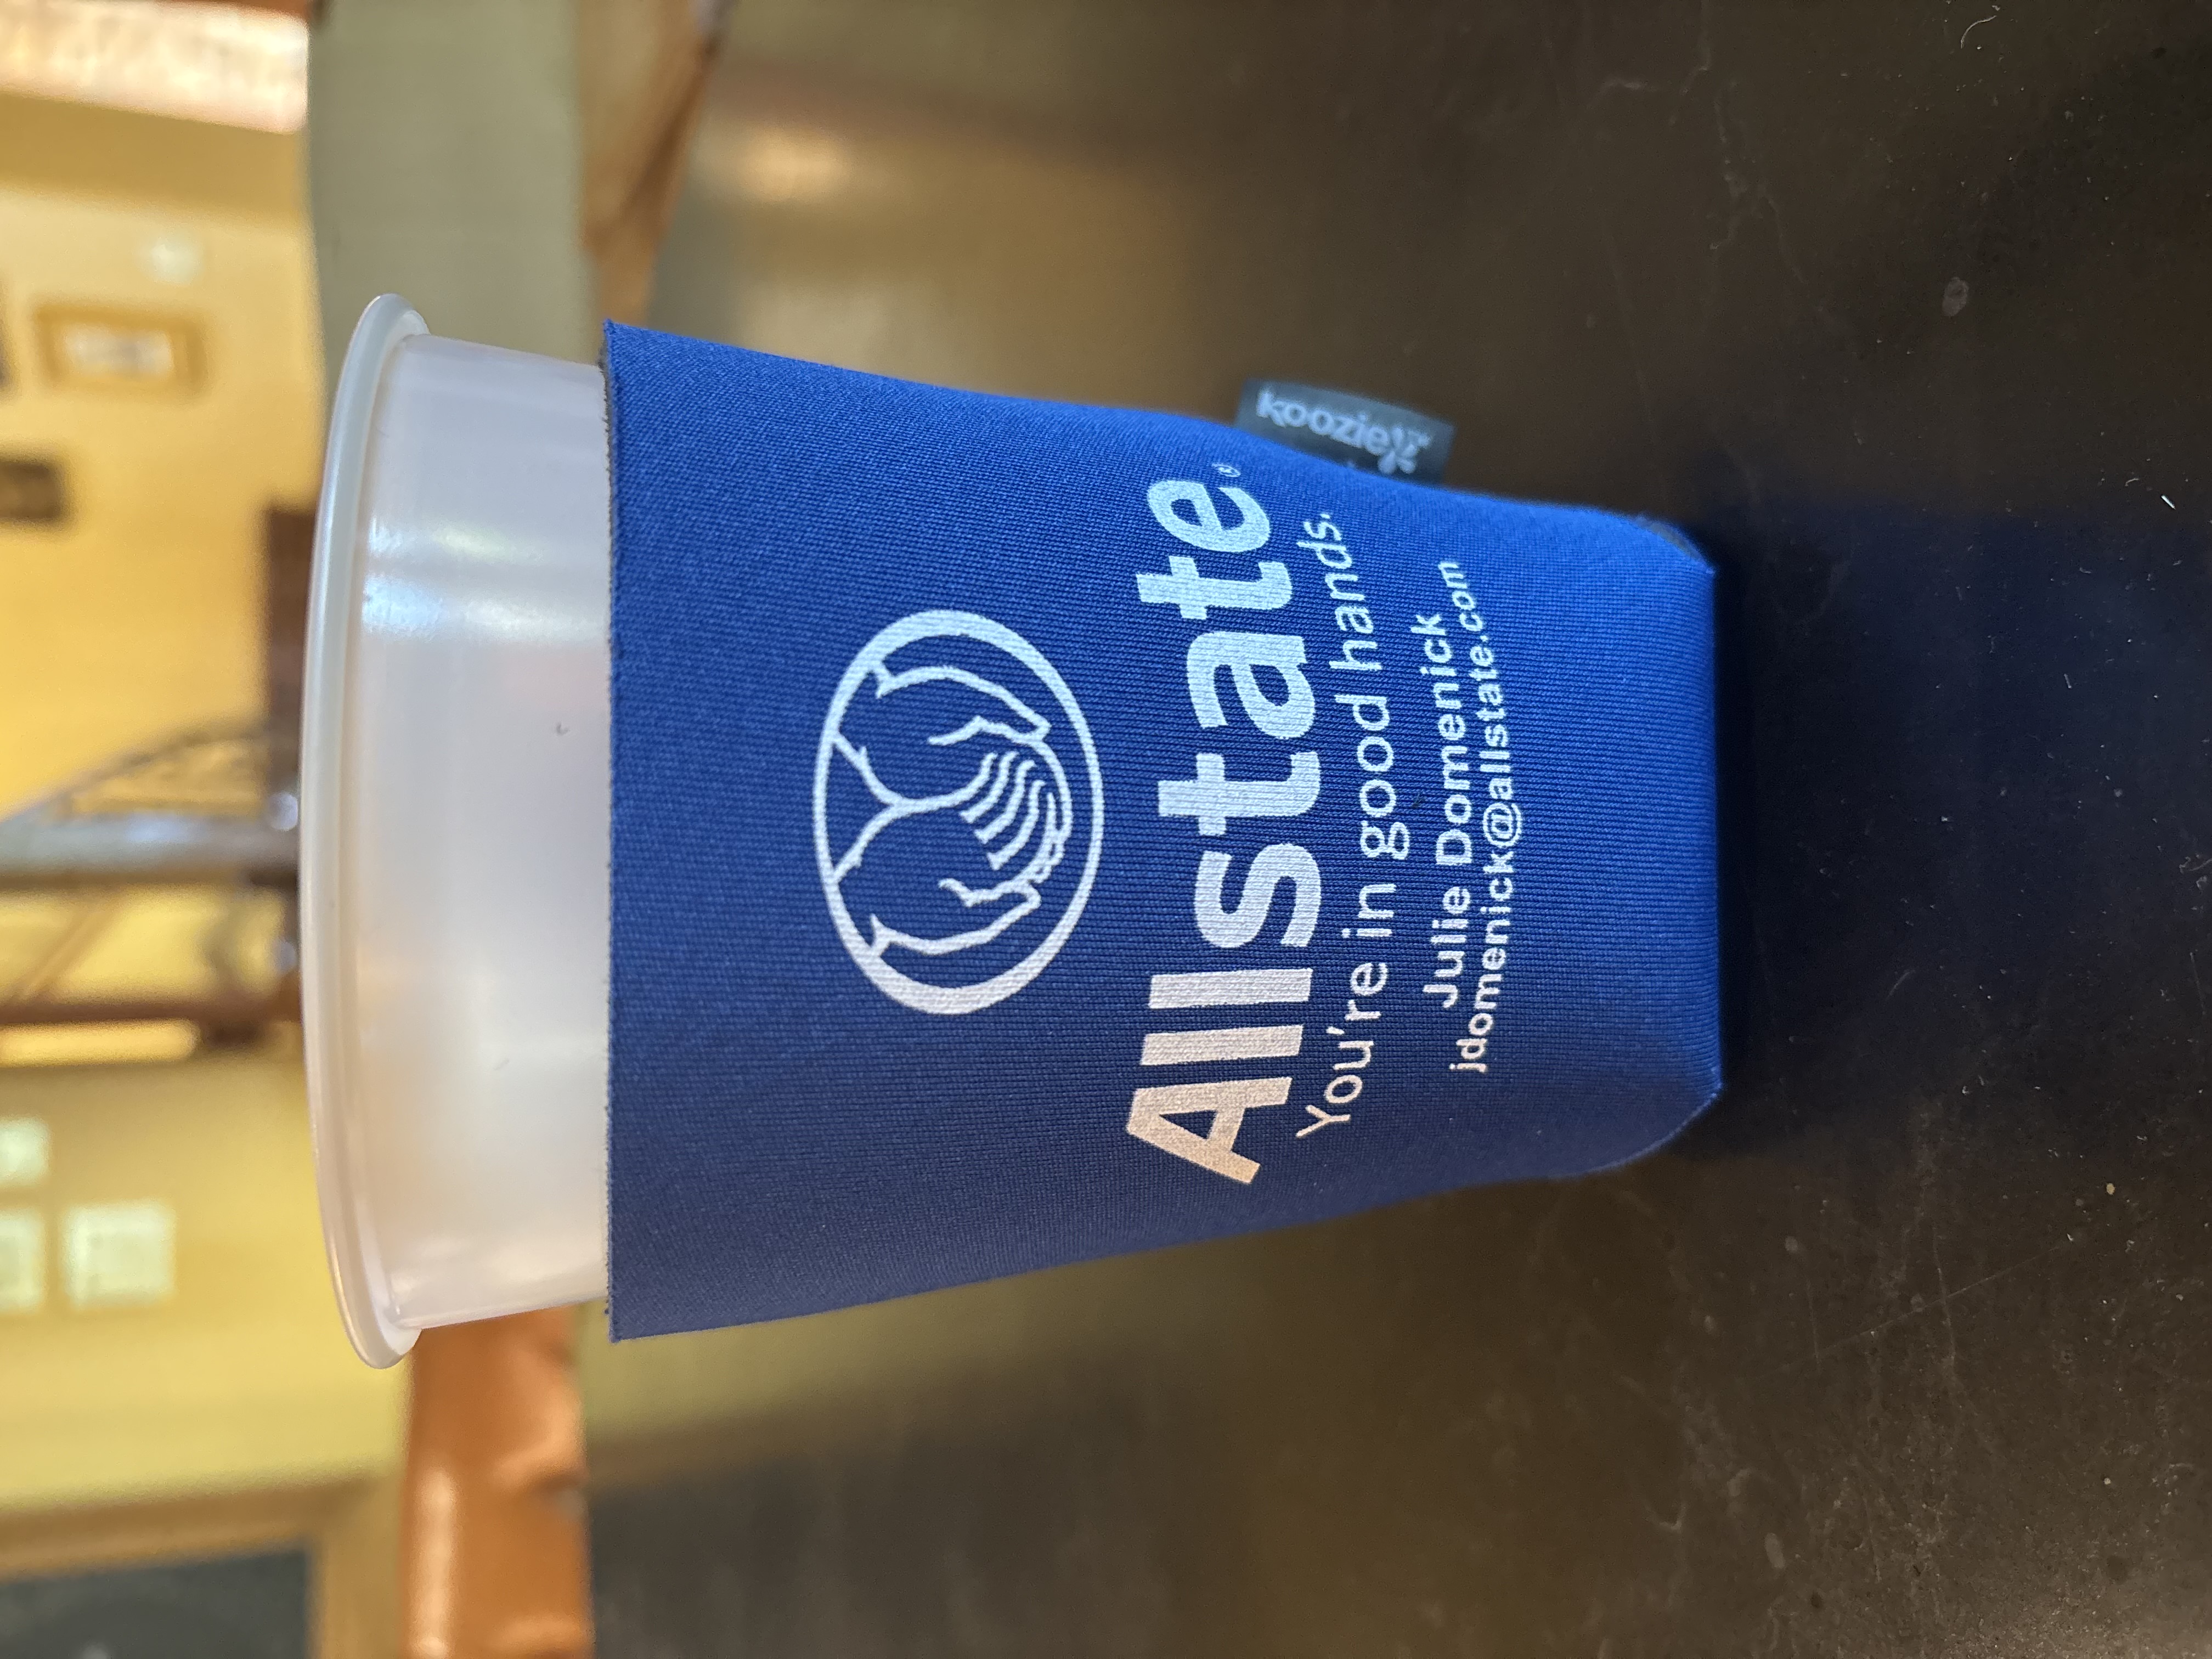 Allstate®
You're in good hands.
Julie Domenick
jdomenick@allstate.com
koozie